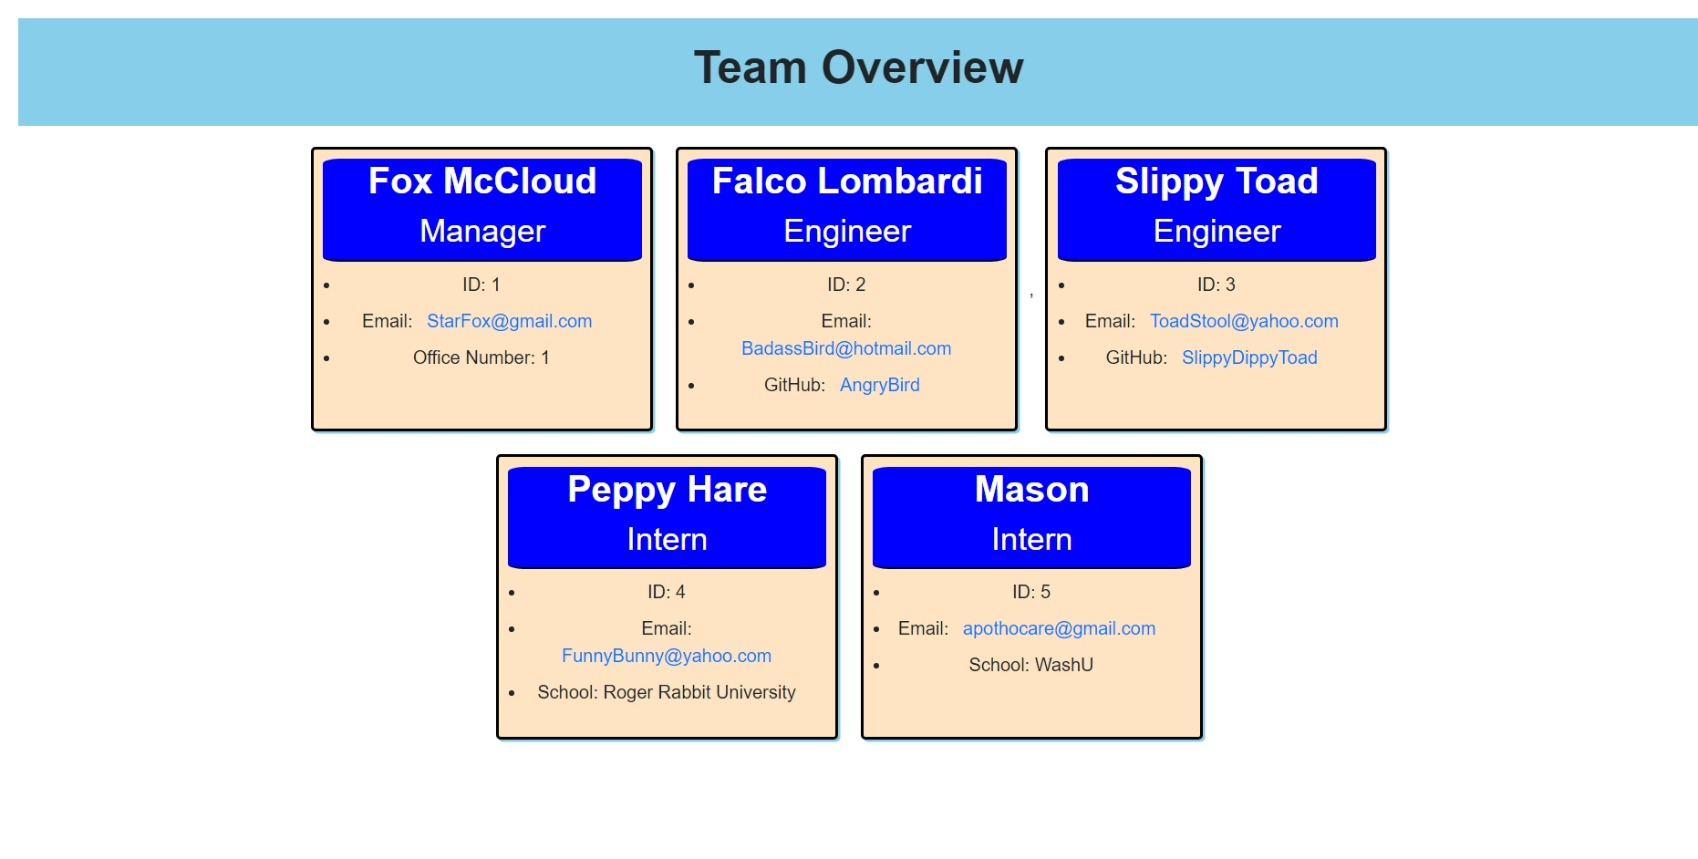 Team Overview
Fox McCloud
Manager
• ID: 1
• Email: StarFox@gmail.com
• Office Number: 1
Falco Lombardi
Engineer
• ID: 2
• Email:
BadassBird@hotmail.com
• GitHub: AngryBird
,
Slippy Toad
Engineer
• ID: 3
• Email: ToadStool@yahoo.com
• GitHub: SlippyDippyToad
Peppy Hare
Intern
• ID: 4
• Email:
FunnyBunny@yahoo.com
• School: Roger Rabbit University
Mason
Intern
• ID: 5
• Email: apothocare@gmail.com
• School: WashU